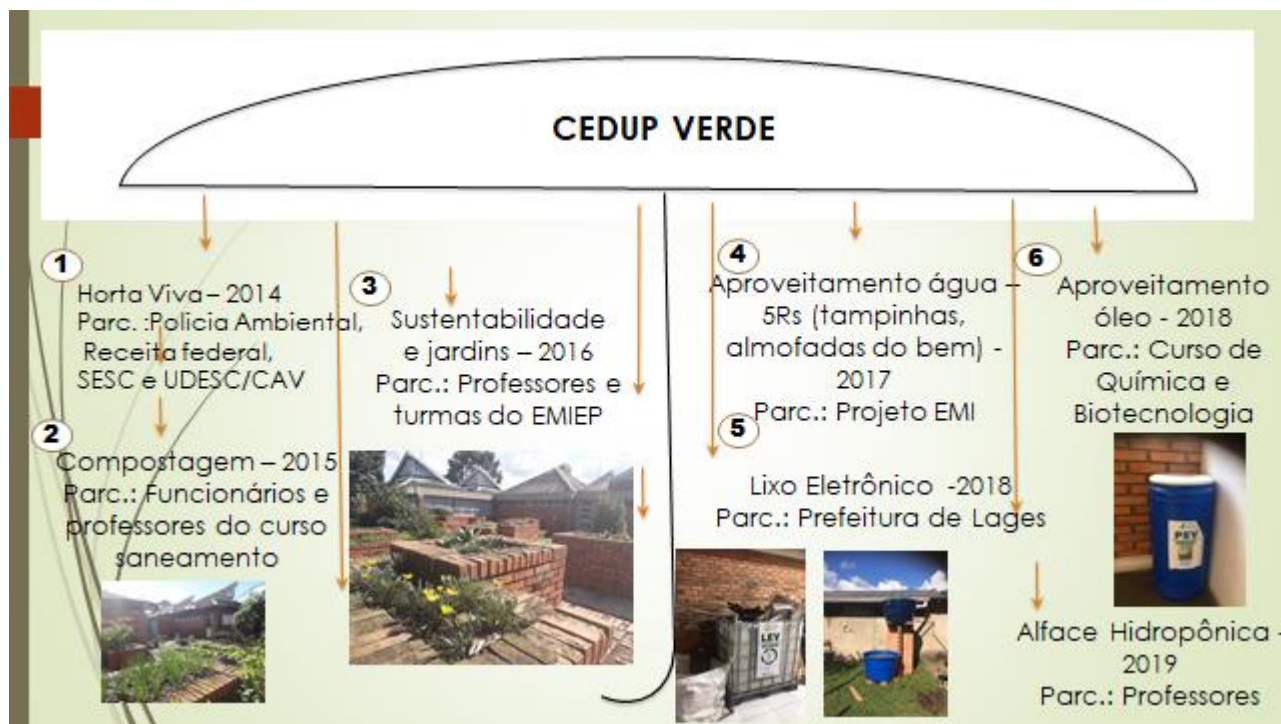 CEDUP VERDE
1
Horta Viva – 2014
Parc. :Policia Ambiental,
Receita federal,
SESC e UDESC/CAV
2
Compostagem – 2015
Parc.: Funcionários e
professores do curso
saneamento
3
Sustentabilidade
e jardins – 2016
Parc.: Professores e
turmas do EMIEP
4
Aproveitamento água –
5Rs (tampinhas,
almofadas do bem) -
2017
Parc.: Projeto EMI
5
Lixo Eletrônico -2018
Parc.: Prefeitura de Lages
LEV
6
Aproveitamento
óleo - 2018
Parc.: Curso de
Química e
Biotecnologia
PEV
Alface Hidropônica -
2019
Parc.: Professores